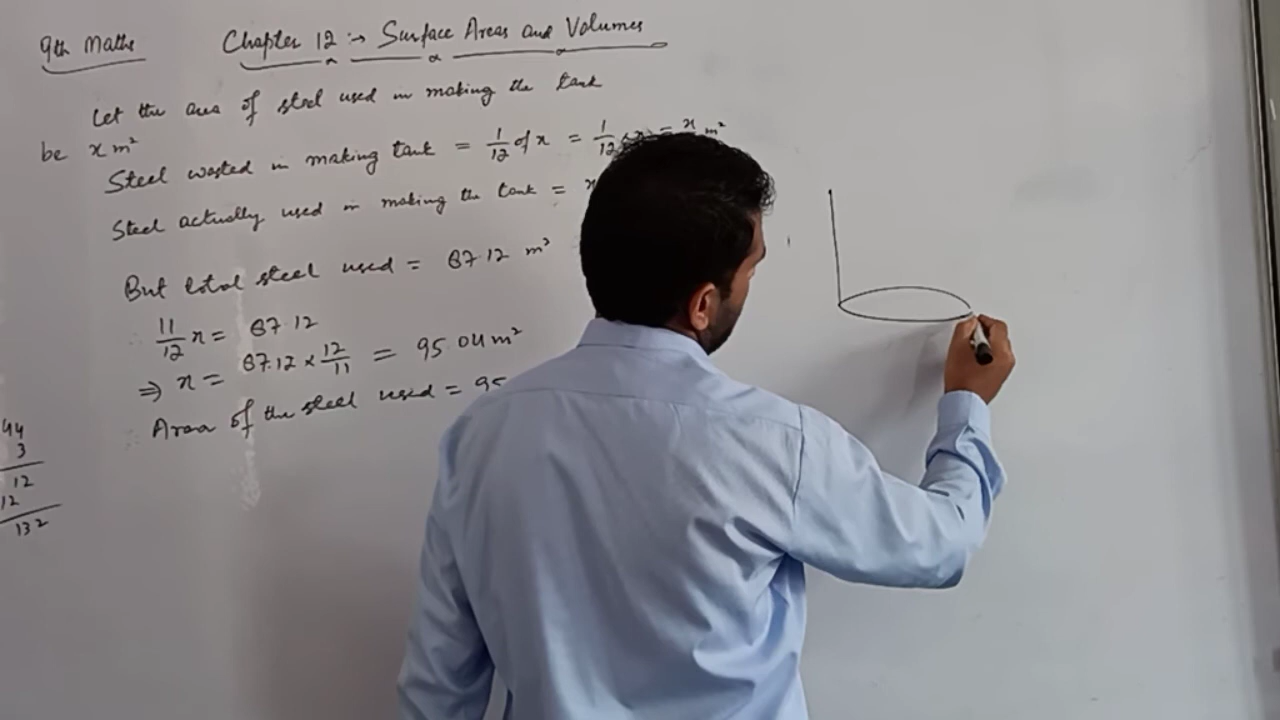 9th Maths
Chapter 12 :→ Surface Areas and Volumes
Let the area of steel used in making the tank
be x m²
Steel wasted in making tank = 1/12 of x = 1/12 × x = x m²
Steel actually used in making the tank = x
But total steel used = 87.12 m²
∴ 11/12 x = 87.12
⇒ x = 87.12 × 12/11 = 95.04 m²
∴ Area of the steel used = 95
44
3
12
12
132